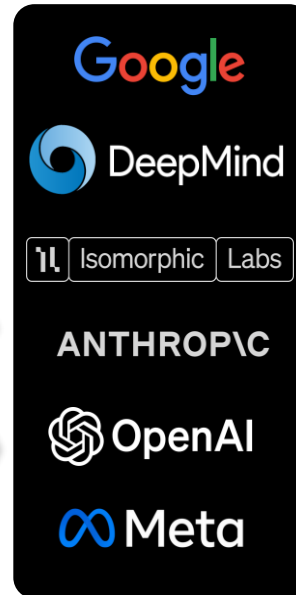 Google
DeepMind
Isomorphic Labs
ANTHROP\C
OpenAI
Meta